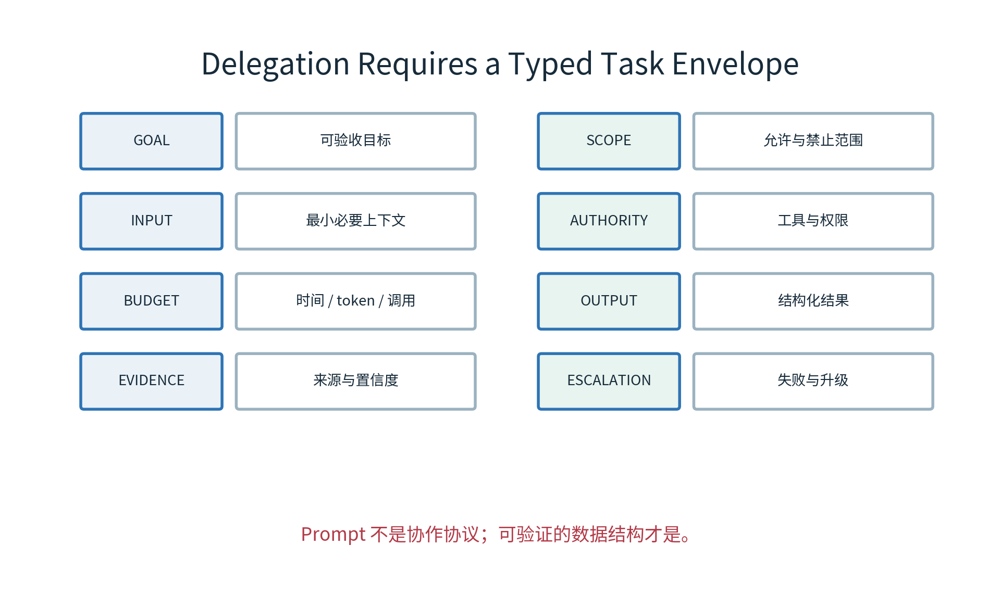 Delegation Requires a Typed Task Envelope
GOAL
可验收目标
SCOPE
允许与禁止范围
INPUT
最小必要上下文
AUTHORITY
工具与权限
BUDGET
时间 / token / 调用
OUTPUT
结构化结果
EVIDENCE
来源与置信度
ESCALATION
失败与升级
Prompt 不是协作协议；可验证的数据结构才是。